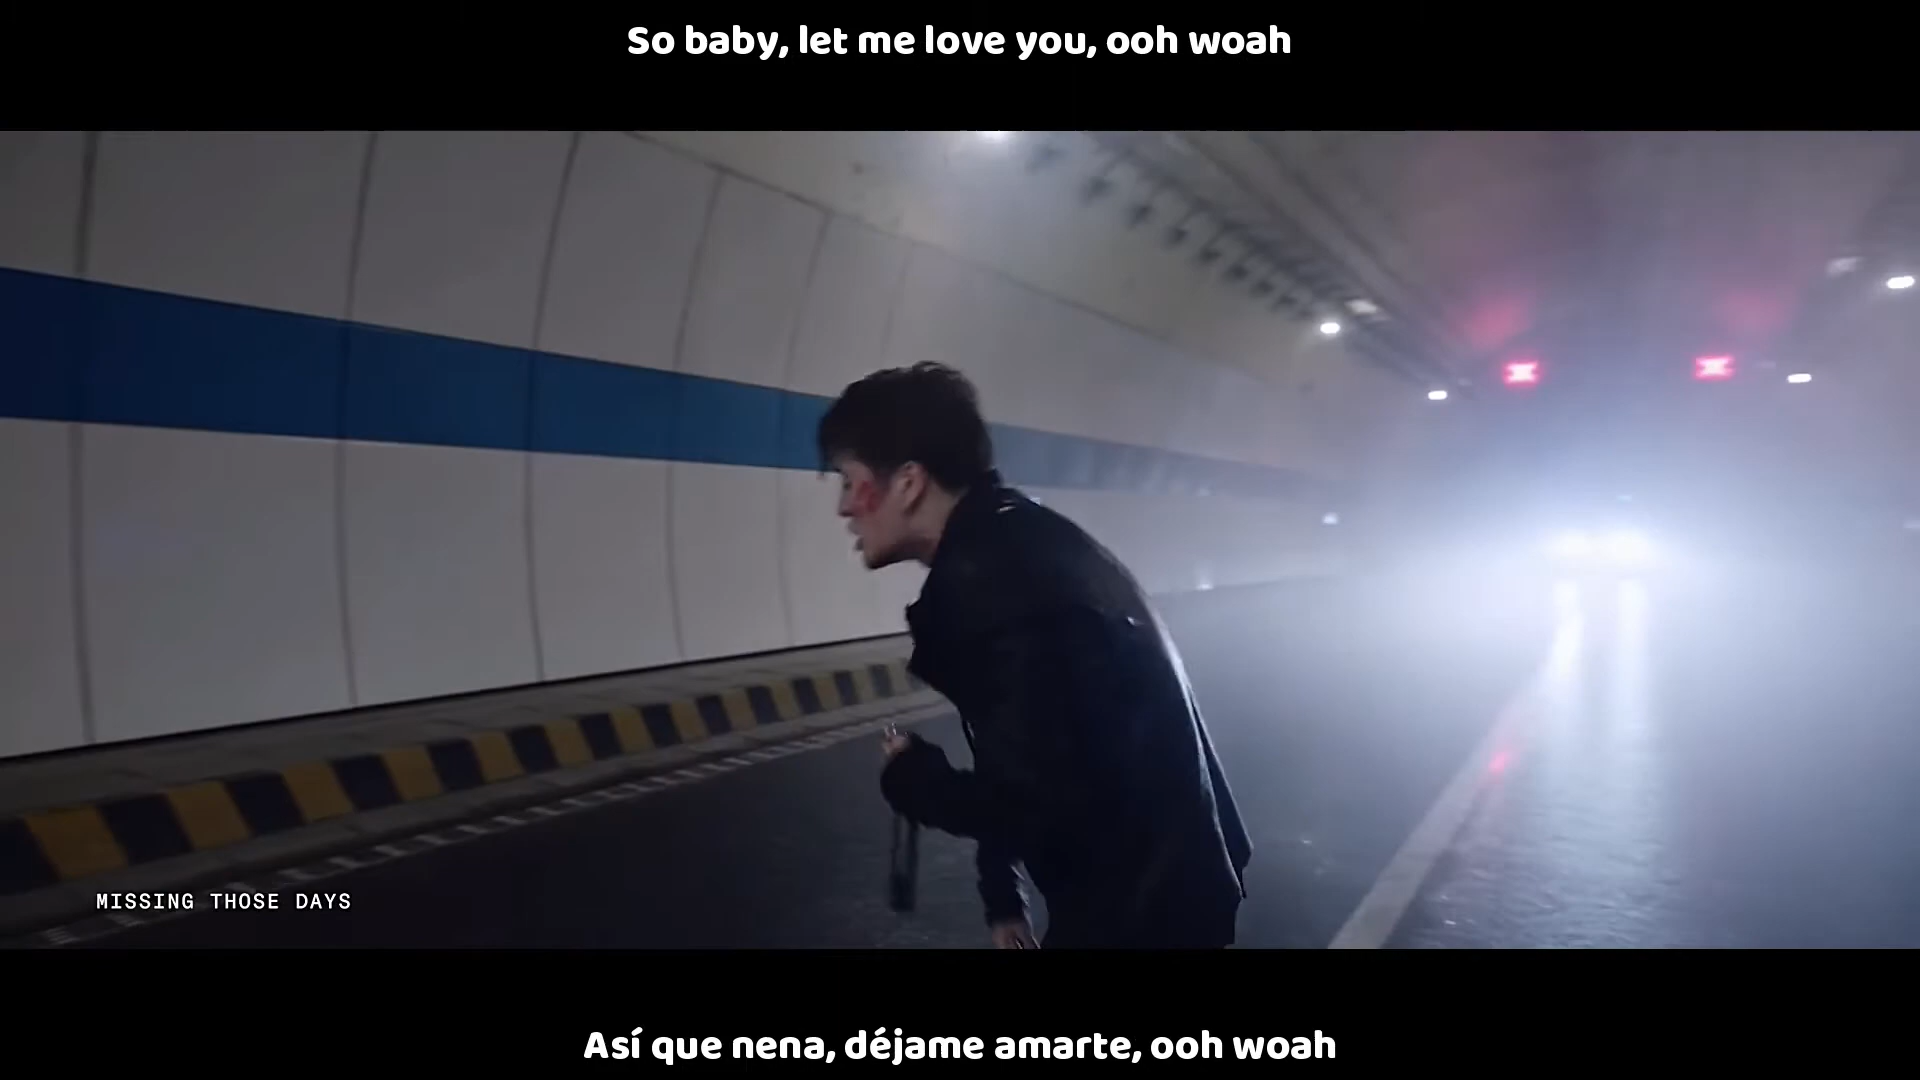 So baby, let me love you, ooh woah
MISSING THOSE DAYS
Así que nena, déjame amarte, ooh woah